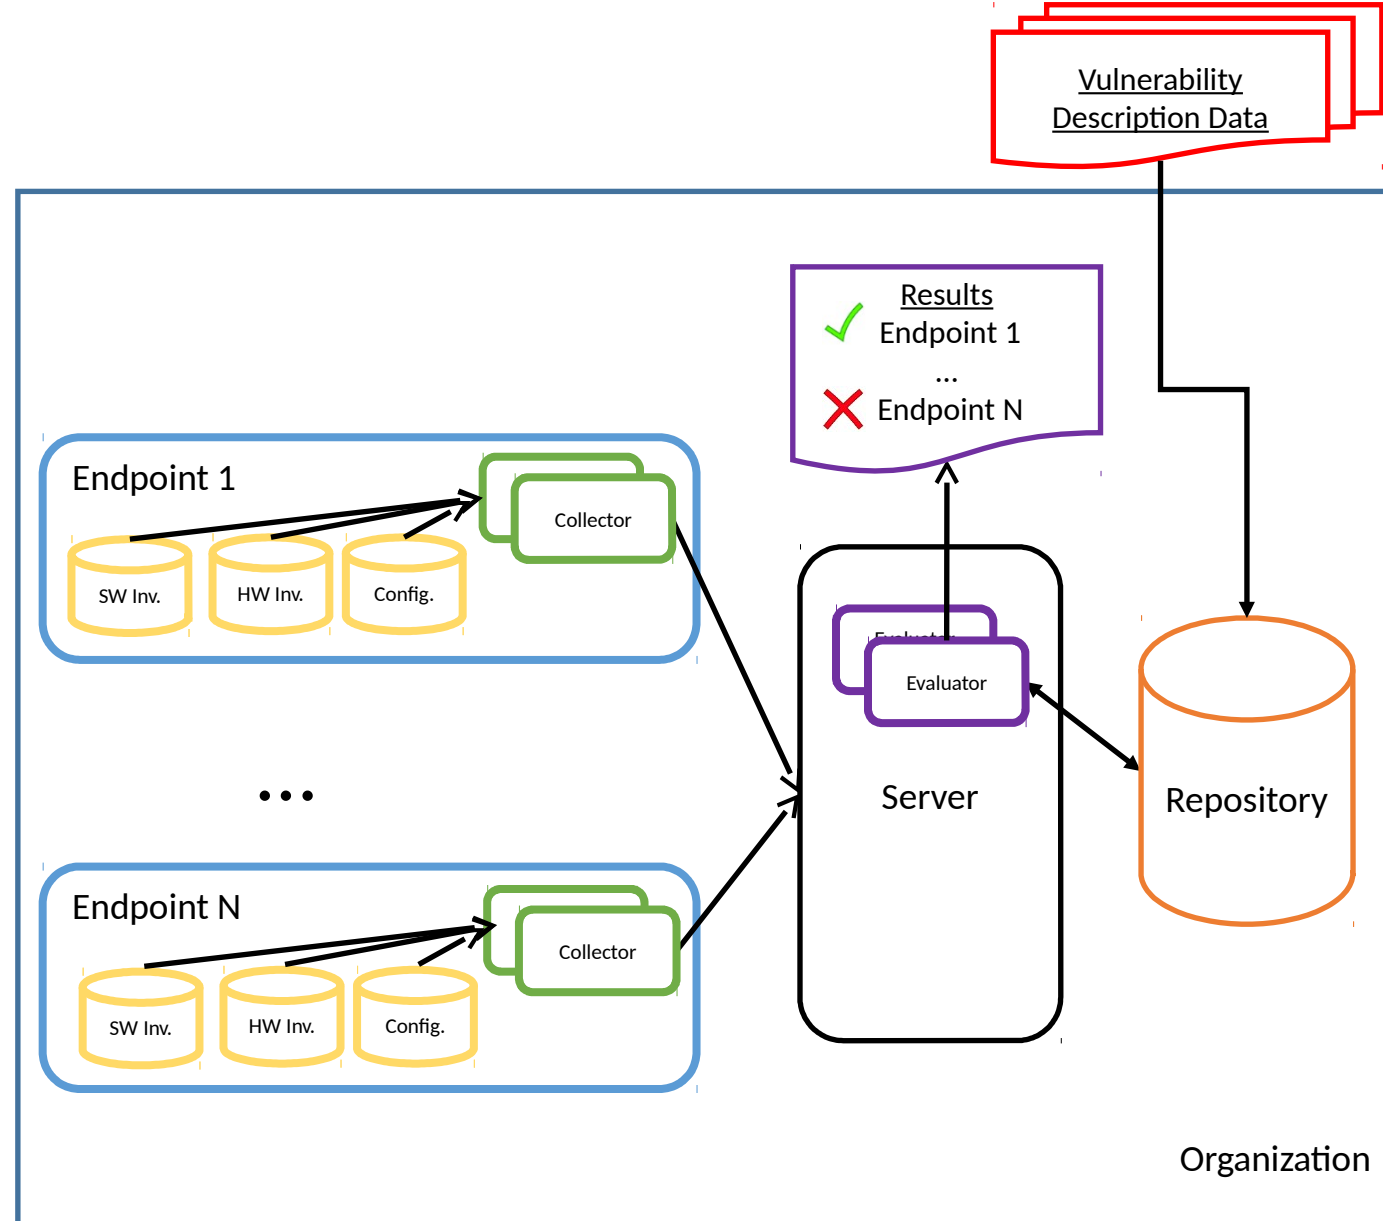 Vulnerability
Description Data
Results
Endpoint 1
...
Endpoint N
Endpoint 1
Collector
SW Inv.
HW Inv.
Config.
Evaluator
Evaluator
Server
Repository
...
Endpoint N
Collector
SW Inv.
HW Inv.
Config.
Organization